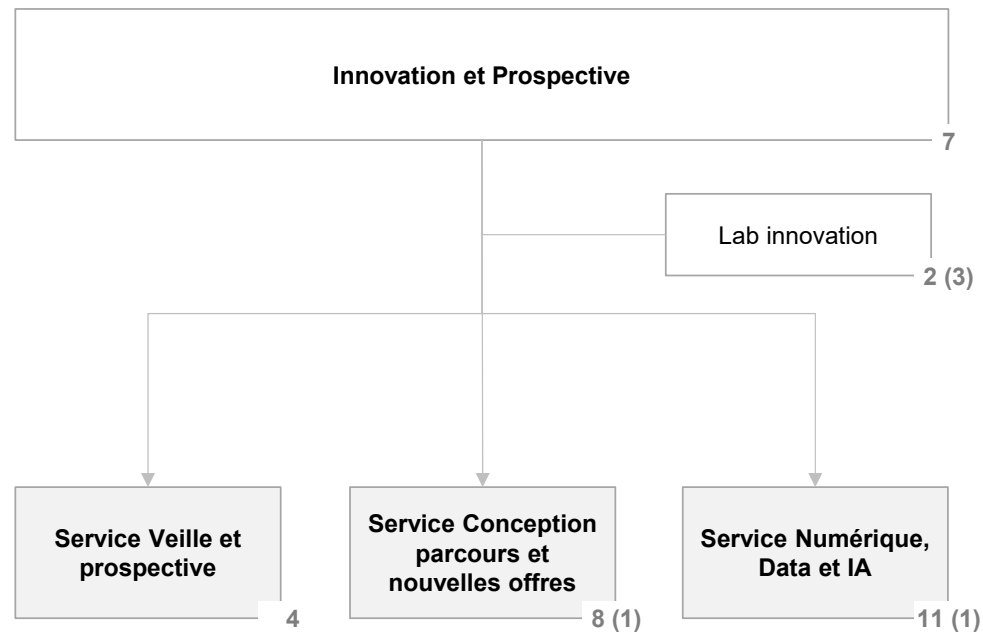 Innovation et Prospective
7
Lab innovation
2 (3)
Service Veille et
prospective
4
Service Conception
parcours et
nouvelles offres
8 (1)
Service Numérique,
Data et IA
11 (1)